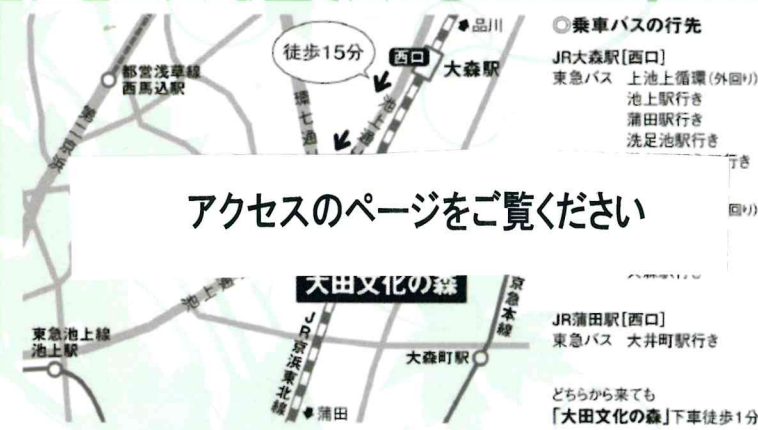 品川
徒歩15分
西口
大森駅
都営浅草線
西馬込駅
第二京浜
環七通
池上通
アクセスのページをご覧ください
大田文化の森
池上通
東急池上線
池上駅
JR京浜東北線
京急本線
大森町駅
蒲田
◎乗車バスの行先
JR大森駅[西口]
東急バス 上池上循環(外回り)
池上駅行き
蒲田駅行き
洗足池駅行き
行き
回り)
JR蒲田駅[西口]
東急バス 大井町駅行き
どちらから来ても
「大田文化の森」下車徒歩1分